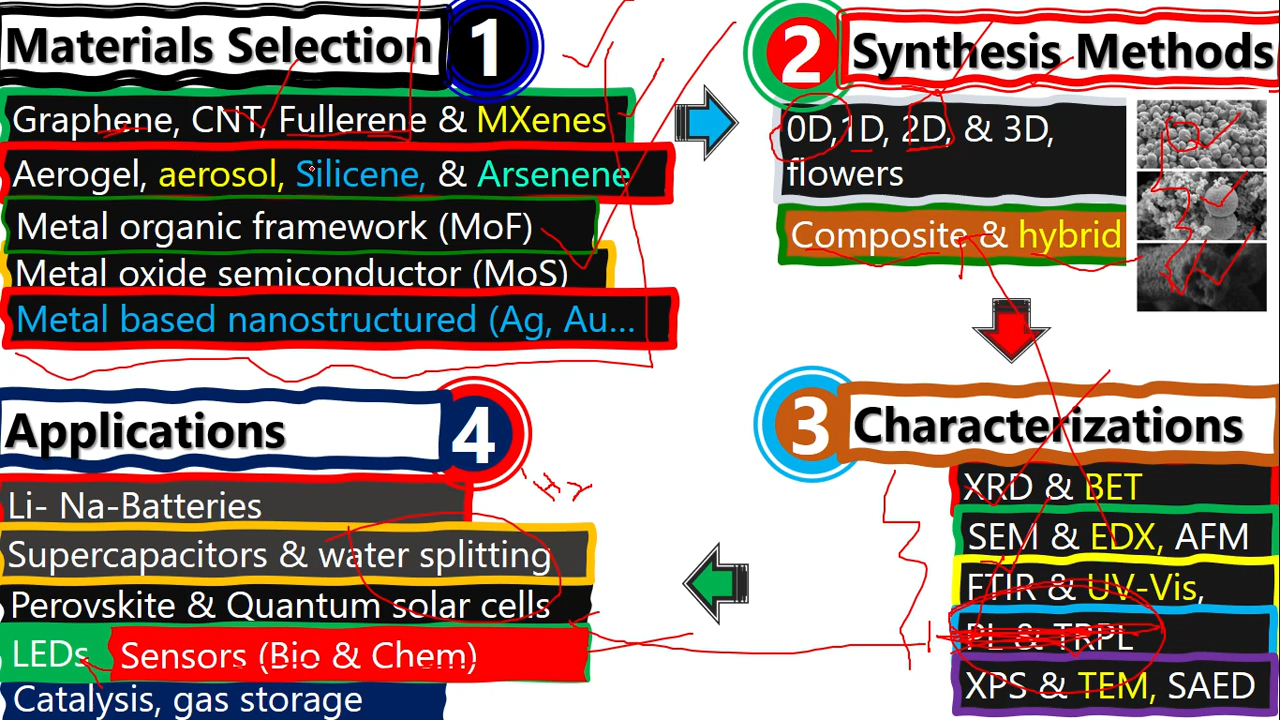 Materials Selection 1
Graphene, CNT, Fullerene & MXenes
Aerogel, aerosol, Silicene, & Arsenene
Metal organic framework (MoF)
Metal oxide semiconductor (MoS)
Metal based nanostructured (Ag, Au...
2 Synthesis Methods
0D,1D, 2D, & 3D,
flowers
Composite & hybrid
3 Characterizations
XRD & BET
SEM & EDX, AFM
FTIR & UV-Vis,
PL & TRPL
XPS & TEM, SAED
Applications 4
Li- Na-Batteries
Supercapacitors & water splitting
Perovskite & Quantum solar cells
LEDs Sensors (Bio & Chem)
Catalysis, gas storage